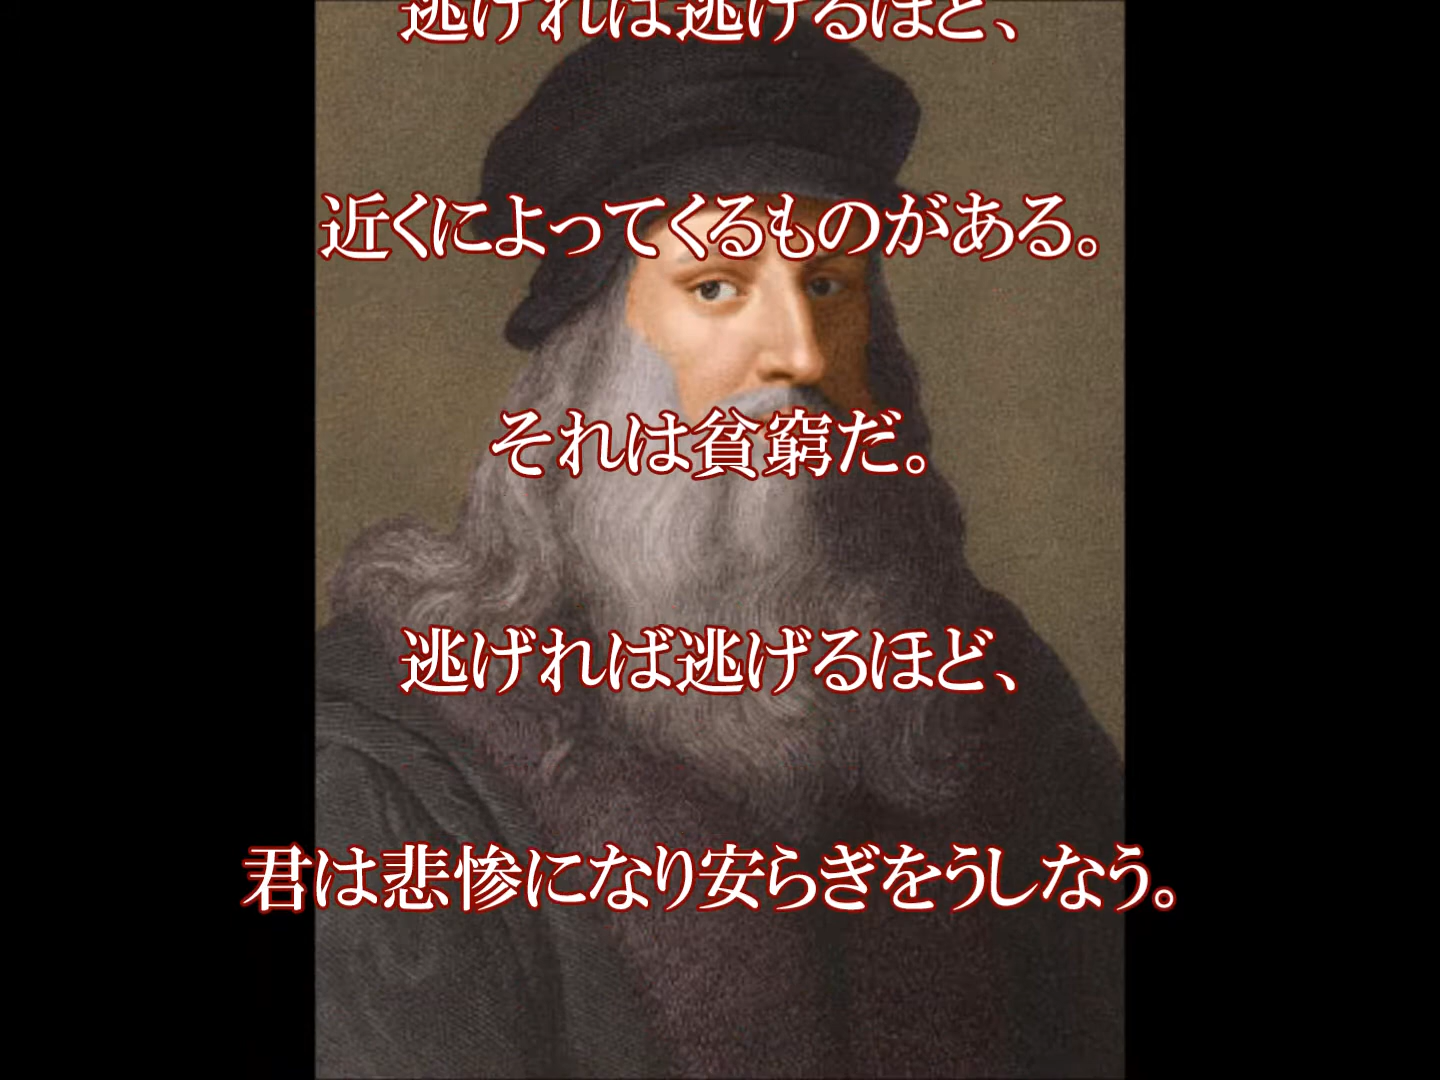 逃げれば逃げるほど、
近くによってくるものがある。
それは貧窮だ。
逃げれば逃げるほど、
君は悲惨になり安らぎをうしなう。